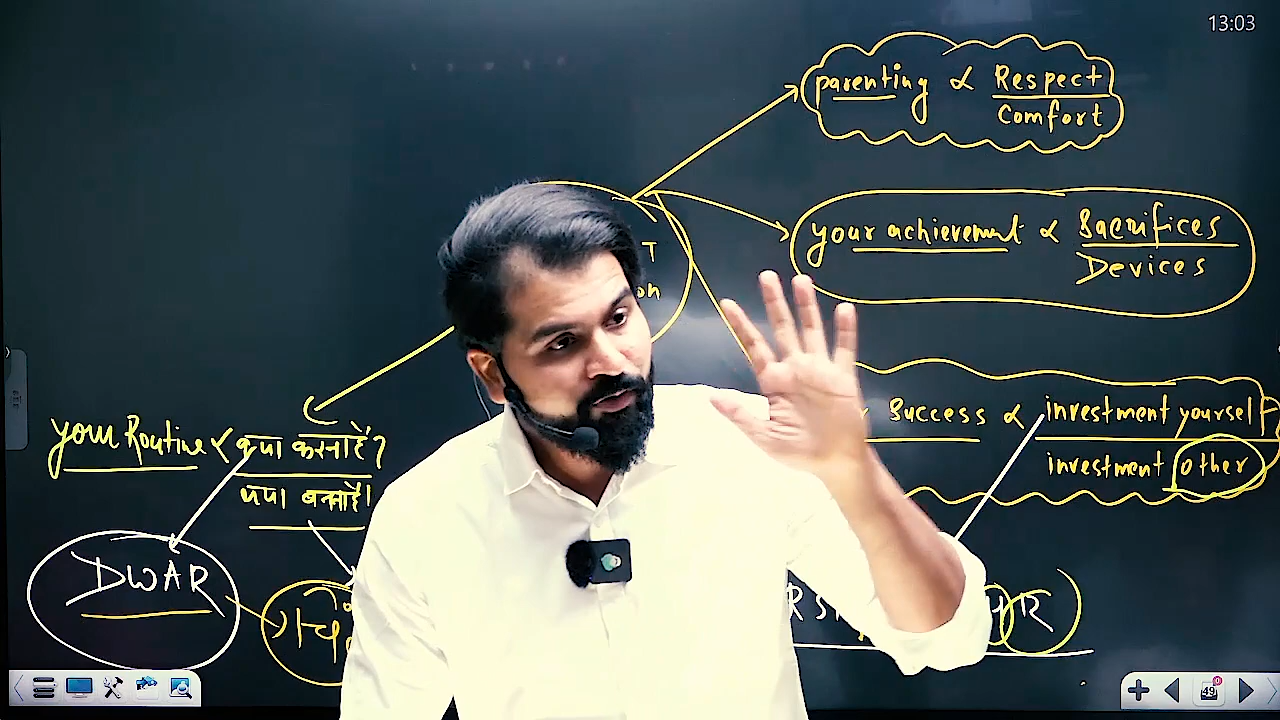 13:03
parenting ∝ Respect
Comfort
T
on
your achievement ∝ Sacrifices
Devices
Success ∝ investment yourself
investment other
your Routine ∝ क्या करना है?
क्या बनना है।
DWAR
49